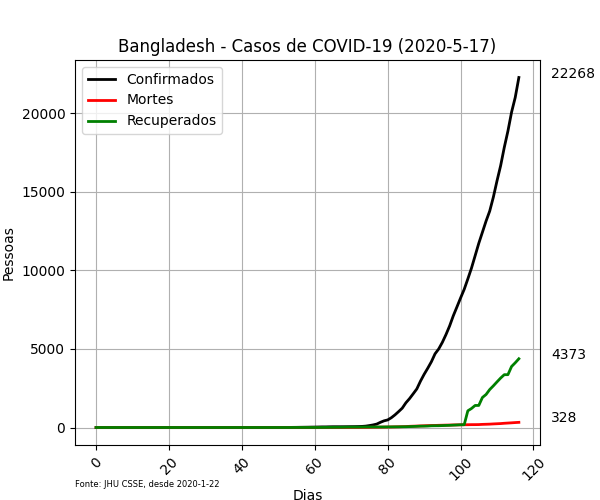 Bangladesh - Casos de COVID-19 (2020-5-17)
Confirmados
Mortes
Recuperados
22268
4373
328
Pessoas
20000
15000
10000
5000
0
0
20
40
60
80
100
120
Fonte: JHU CSSE, desde 2020-1-22
Dias